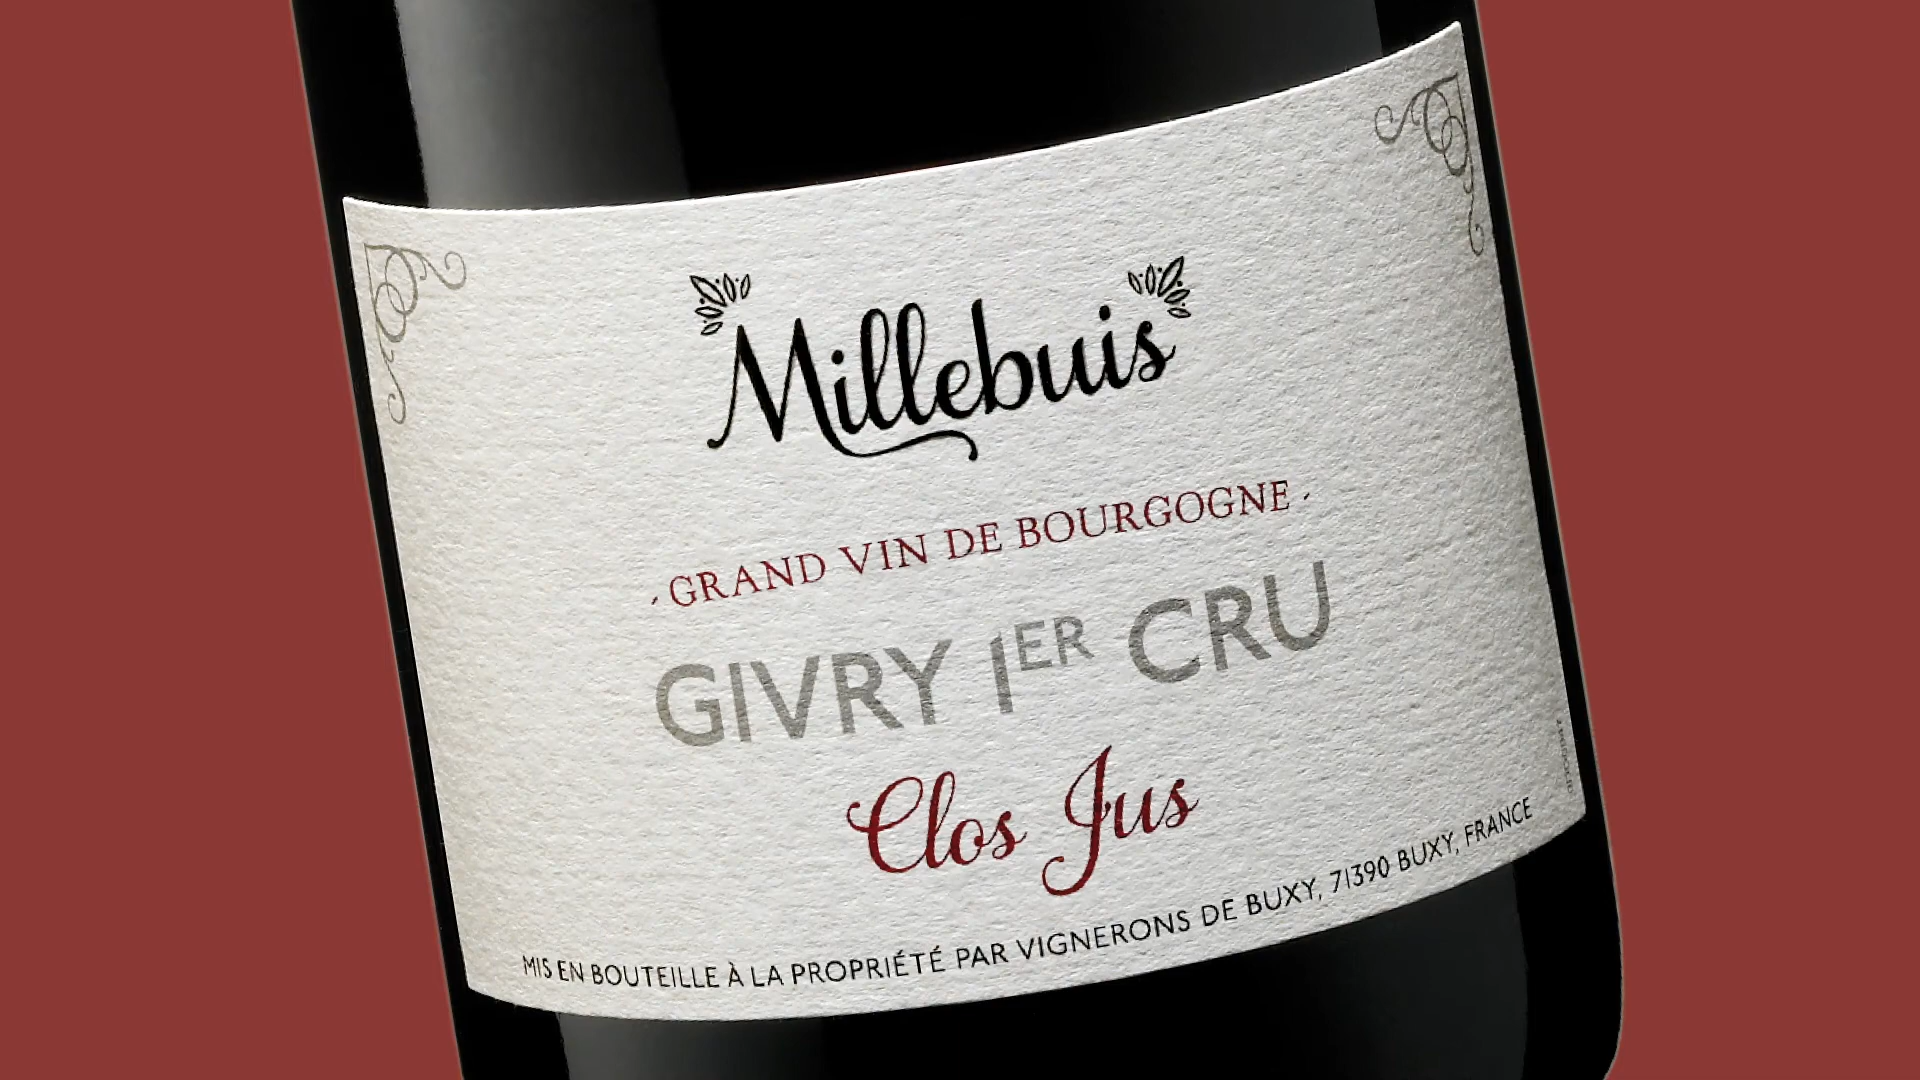 Millebuis
- GRAND VIN DE BOURGOGNE -
GIVRY 1ER CRU
Clos Jus
MIS EN BOUTEILLE À LA PROPRIÉTÉ PAR VIGNERONS DE BUXY, 71390 BUXY, FRANCE